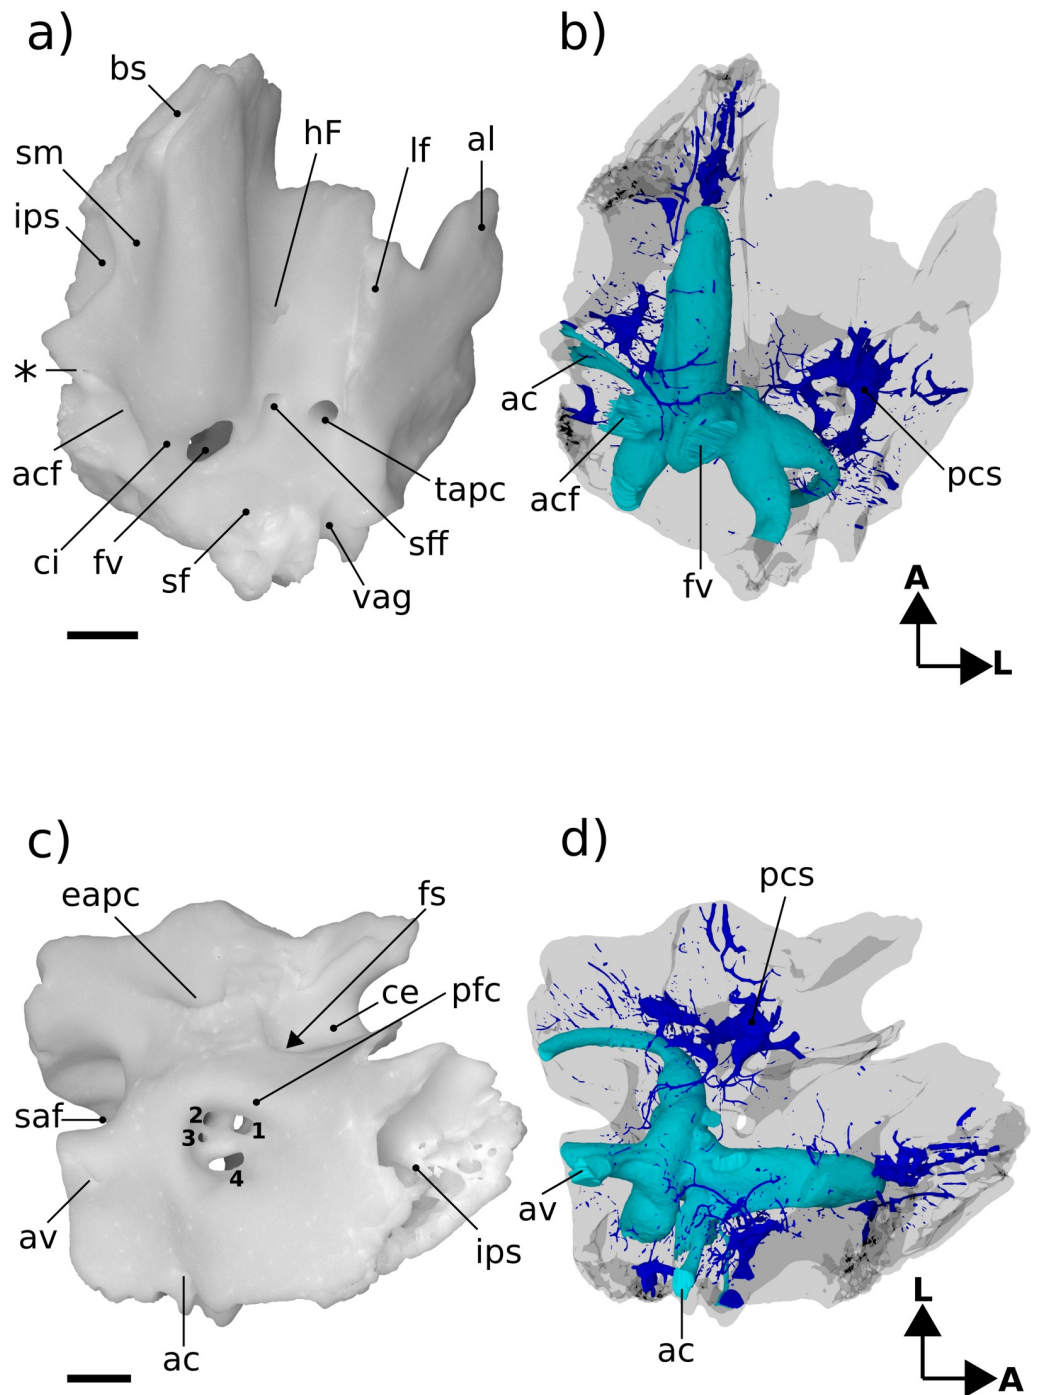 a)
b)
bs
hF
lf
al
sm
ips
*
acf
ci
fv
sf
vag
sff
tapc
ac
acf
fv
pcs
A
L
c)
d)
eapc
fs
ce
pfc
saf
2
3
1
4
av
ips
ac
pcs
av
ac
L
A